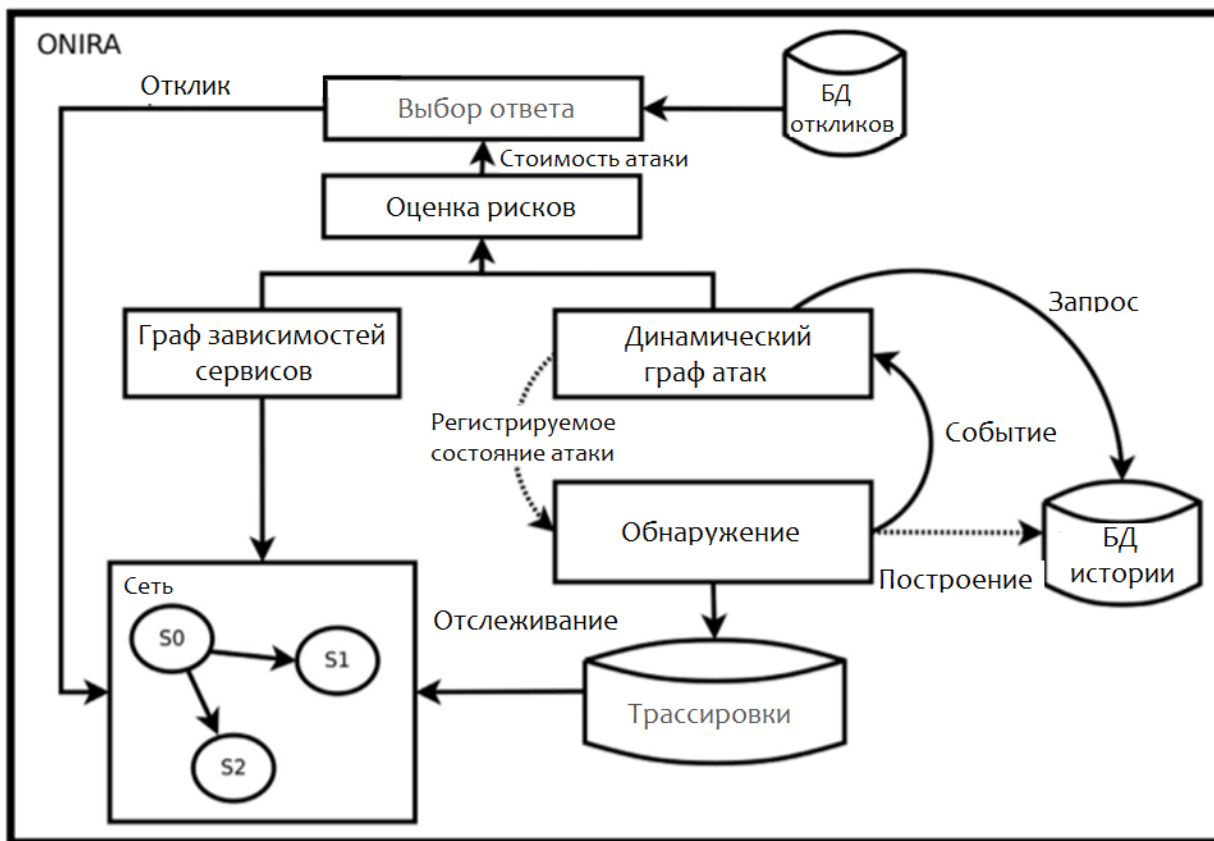 ONIRA
Отклик
Выбор ответа
БД
откликов
Стоимость атаки
Оценка рисков
Граф зависимостей
сервисов
Динамический
граф атак
Запрос
Регистрируемое
состояние атаки
Событие
Обнаружение
БД
истории
Построение
Сеть
S0
S1
S2
Отслеживание
Трассировки